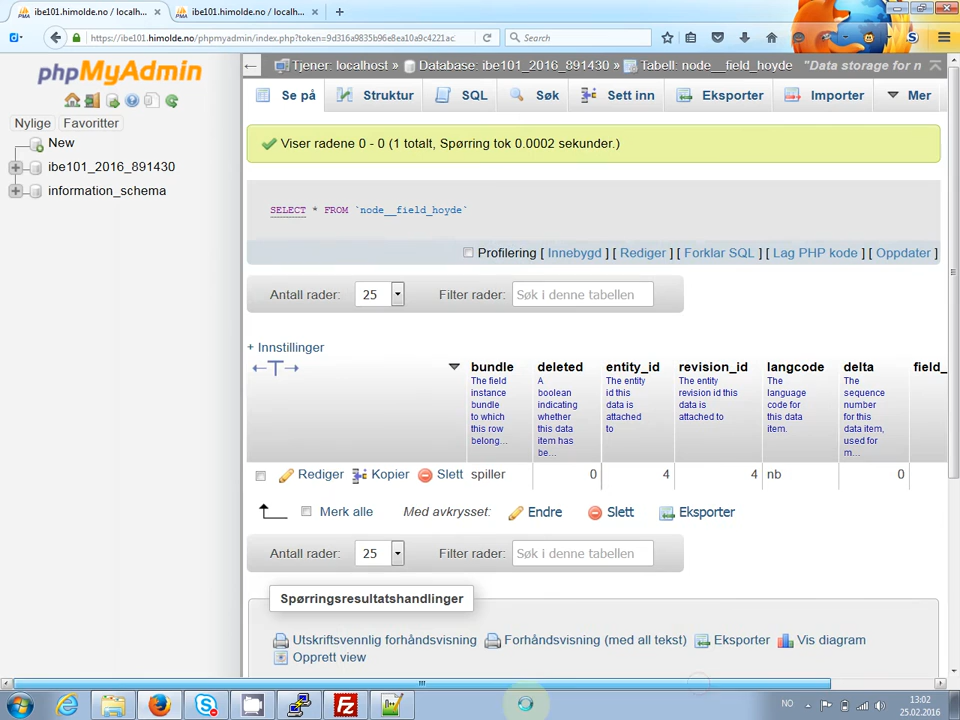 ibe101.himolde.no / localh...
ibe101.himolde.no / localh...
https://ibe101.himolde.no/phpmyadmin/index.php?token=9d316a9835b96e8ea10a9c4221ac
Search
phpMyAdmin
Nylige
Favoritter
New
ibe101_2016_891430
information_schema
Tjener: localhost » Database: ibe101_2016_891430 » Tabell: node__field_hoyde "Data storage for n
Se på
Struktur
SQL
Søk
Sett inn
Eksporter
Importer
Mer
Viser radene 0 - 0 (1 totalt, Spørring tok 0.0002 sekunder.)
SELECT * FROM `node__field_hoyde`
Profilering [ Innebygd ] [ Rediger ] [ Forklar SQL ] [ Lag PHP kode ] [ Oppdater ]
Antall rader: 25 Filter rader: Søk i denne tabellen
+ Innstillinger
bundle deleted entity_id revision_id langcode delta field_
The field instance bundle to which this row belong...
A boolean indicating whether this data item has be...
The entity id this data is attached to
The entity revision id this data is attached to
The language code for this data item.
The sequence number for this data item, used for m...
Rediger Kopier Slett spiller 0 4 4 nb 0
Merk alle Med avkrysset: Endre Slett Eksporter
Antall rader: 25 Filter rader: Søk i denne tabellen
Spørringsresultatshandlinger
Utskriftsvennlig forhåndsvisning Forhåndsvisning (med all tekst) Eksporter Vis diagram
Opprett view
NO
13:02
25.02.2016